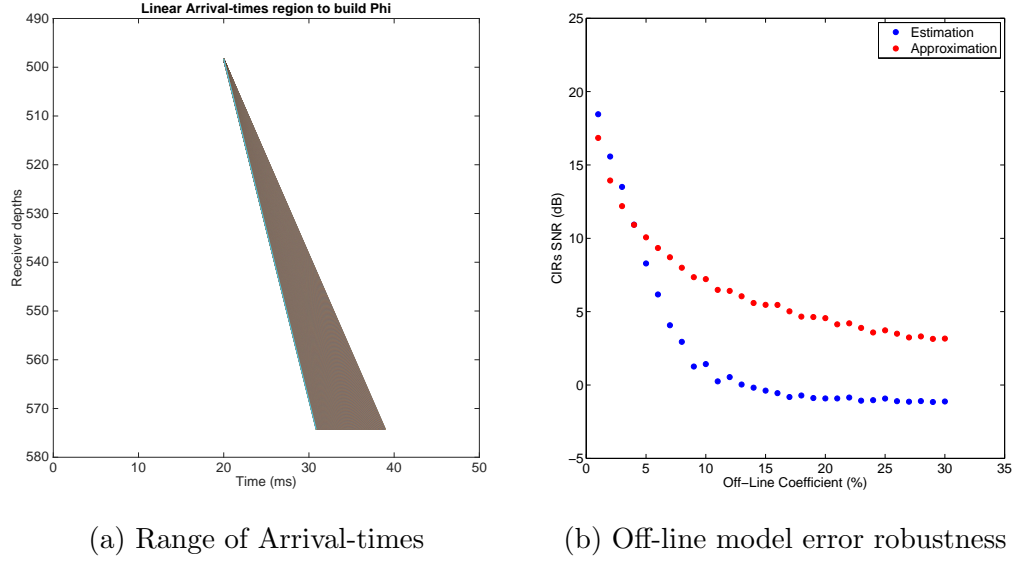 Linear Arrival-times region to build Phi
490
500
510
520
530
540
550
560
570
580
Receiver depths
0 10 20 30 40 50
Time (ms)
(a) Range of Arrival-times
25
20
15
10
5
0
−5
CIRs SNR (dB)
Estimation
Approximation
0 5 10 15 20 25 30 35
Off−Line Coefficient (%)
(b) Off-line model error robustness